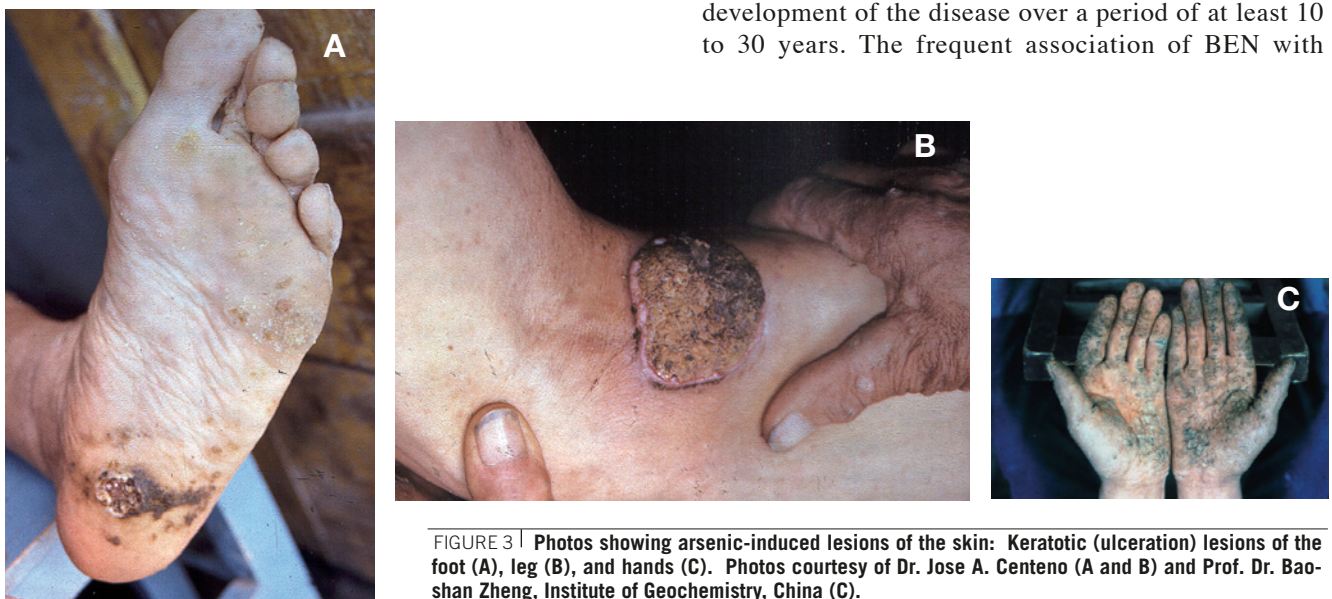 development of the disease over a period of at least 10
to 30 years. The frequent association of BEN with
A
B
C
FIGURE 3 Photos showing arsenic-induced lesions of the skin: Keratotic (ulceration) lesions of the
foot (A), leg (B), and hands (C). Photos courtesy of Dr. Jose A. Centeno (A and B) and Prof. Dr. Bao-
shan Zheng, Institute of Geochemistry, China (C).